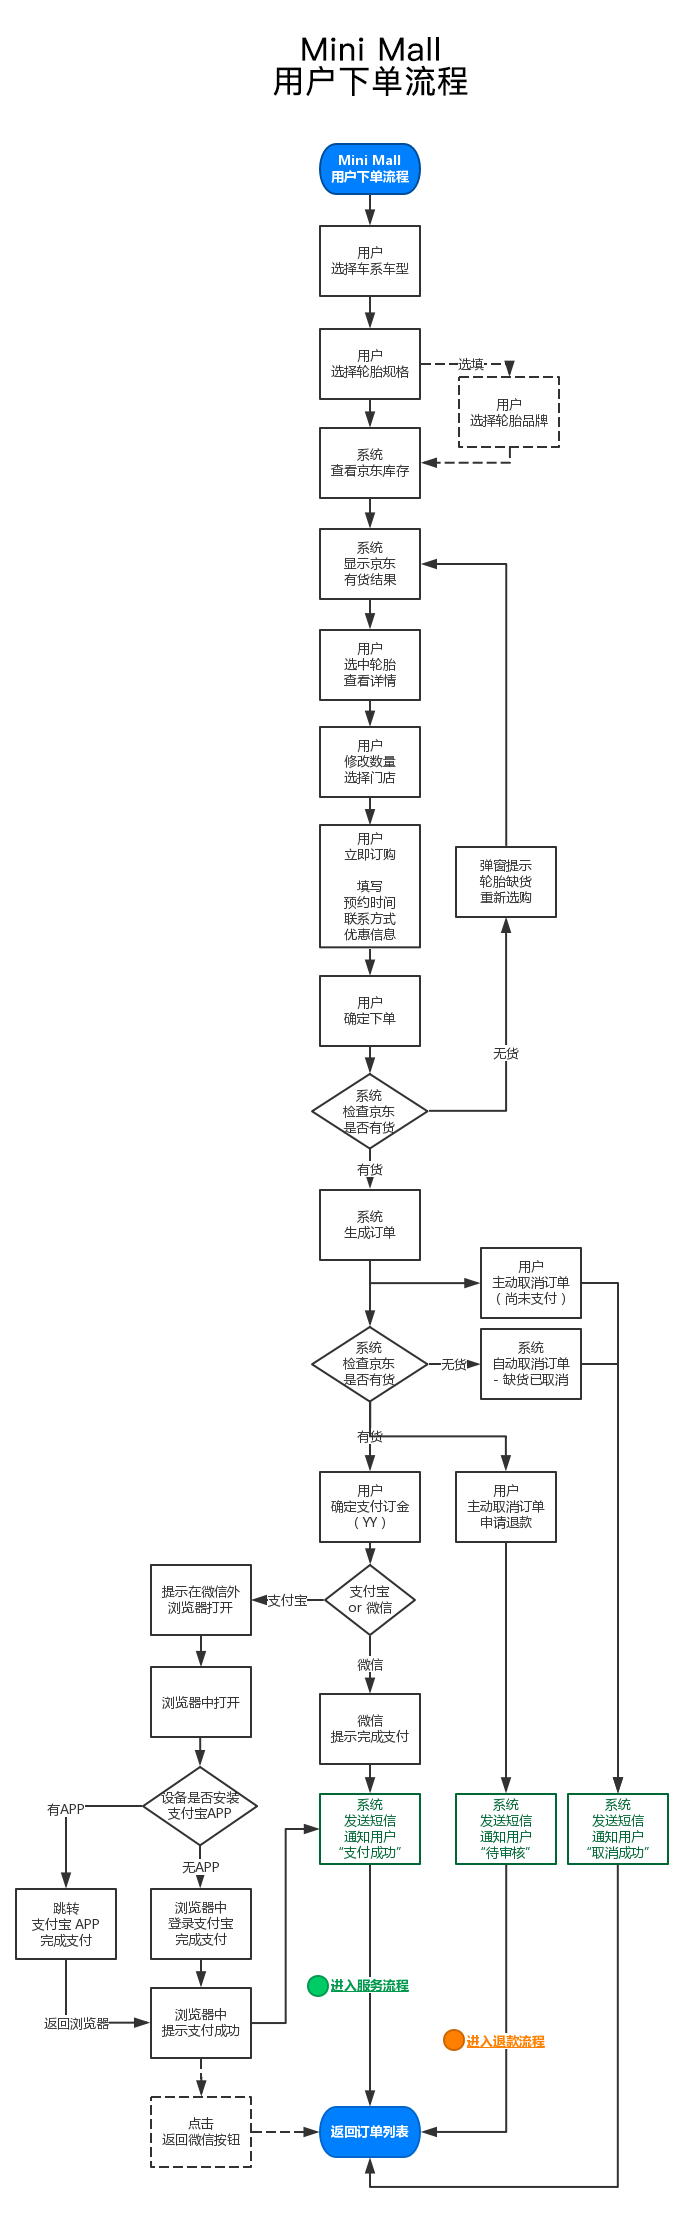 Mini Mall
用户下单流程
Mini Mall
用户下单流程
用户
选择车系车型
用户
选择轮胎规格
选填
用户
选择轮胎品牌
系统
查看京东库存
系统
显示京东
有货结果
用户
选中轮胎
查看详情
用户
修改数量
选择门店
用户
立即订购
填写
预约时间
联系方式
优惠信息
弹窗提示
轮胎缺货
重新选购
用户
确定下单
无货
系统
检查京东
是否有货
有货
系统
生成订单
用户
主动取消订单
（尚未支付）
系统
检查京东
是否有货
无货
系统
自动取消订单
- 缺货已取消
有货
用户
确定支付订金
（YY）
用户
主动取消订单
申请退款
支付宝
or 微信
支付宝
提示在微信外
浏览器打开
微信
浏览器中打开
微信
提示完成支付
设备是否安装
支付宝APP
有APP
无APP
系统
发送短信
通知用户
“支付成功”
系统
发送短信
通知用户
“待审核”
系统
发送短信
通知用户
“取消成功”
跳转
支付宝 APP
完成支付
浏览器中
登录支付宝
完成支付
进入服务流程
返回浏览器
浏览器中
提示支付成功
进入退款流程
点击
返回微信按钮
返回订单列表